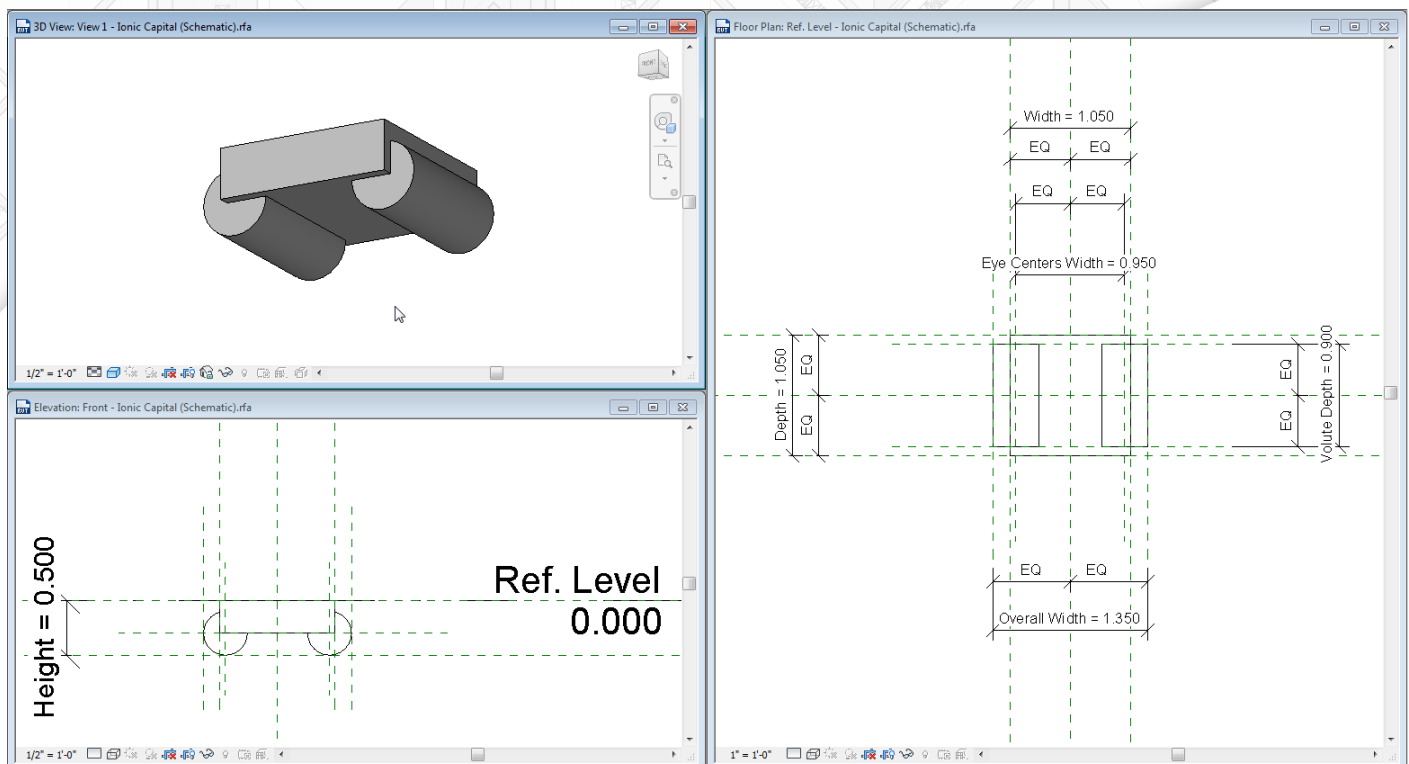 3D View: View 1 - Ionic Capital (Schematic).rfa
FRONT
1/2" = 1'-0"
Elevation: Front - Ionic Capital (Schematic).rfa
Height = 0.500
Ref. Level
0.000
1/2" = 1'-0"
Floor Plan: Ref. Level - Ionic Capital (Schematic).rfa
Width = 1.050
EQ EQ
EQ EQ
Eye Centers Width = 0.950
Depth = 1.050
EQ
EQ
EQ
EQ
Volute Depth = 0.900
EQ EQ
Overall Width = 1.350
1" = 1'-0"